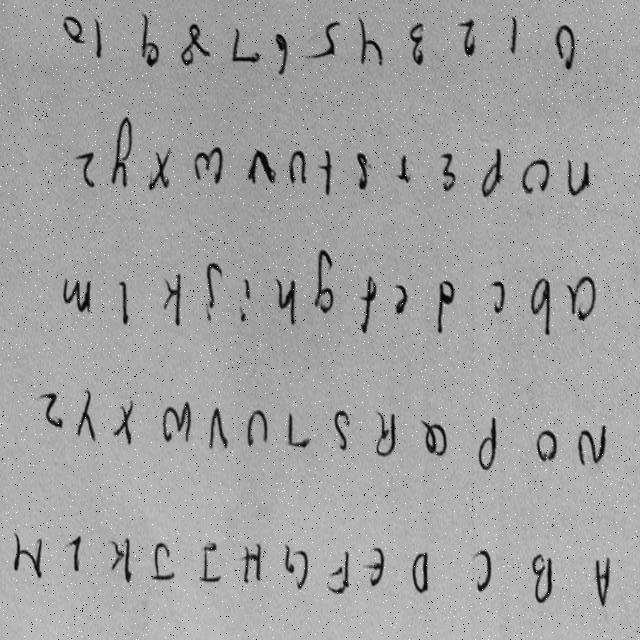 A B C D E F G H I J K L M
N O P Q R S T U V W X Y Z
a b c d e f g h i j k l m
n o p r s t u v w x y z
0 1 2 3 4 5 6 7 8 9 10